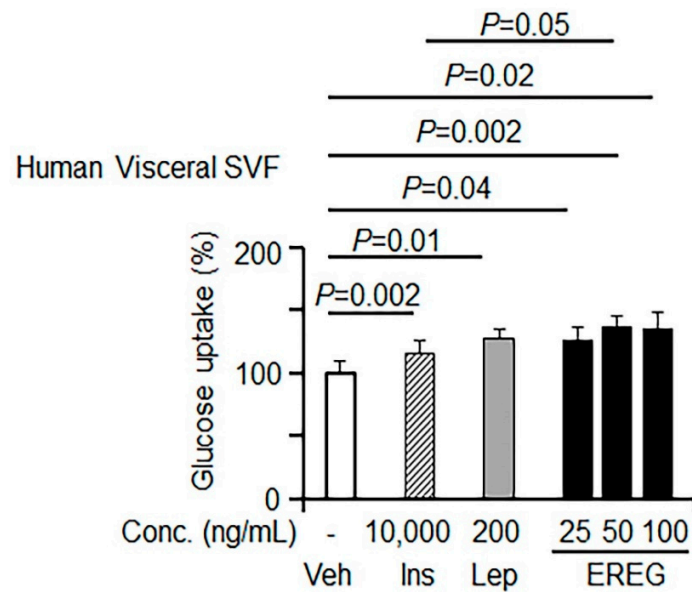 P=0.05
P=0.02
P=0.002
Human Visceral SVF
P=0.04
P=0.01
P=0.002
Glucose uptake (%)
200
100
0
Conc. (ng/mL) - 10,000 200 25 50 100
Veh Ins Lep EREG